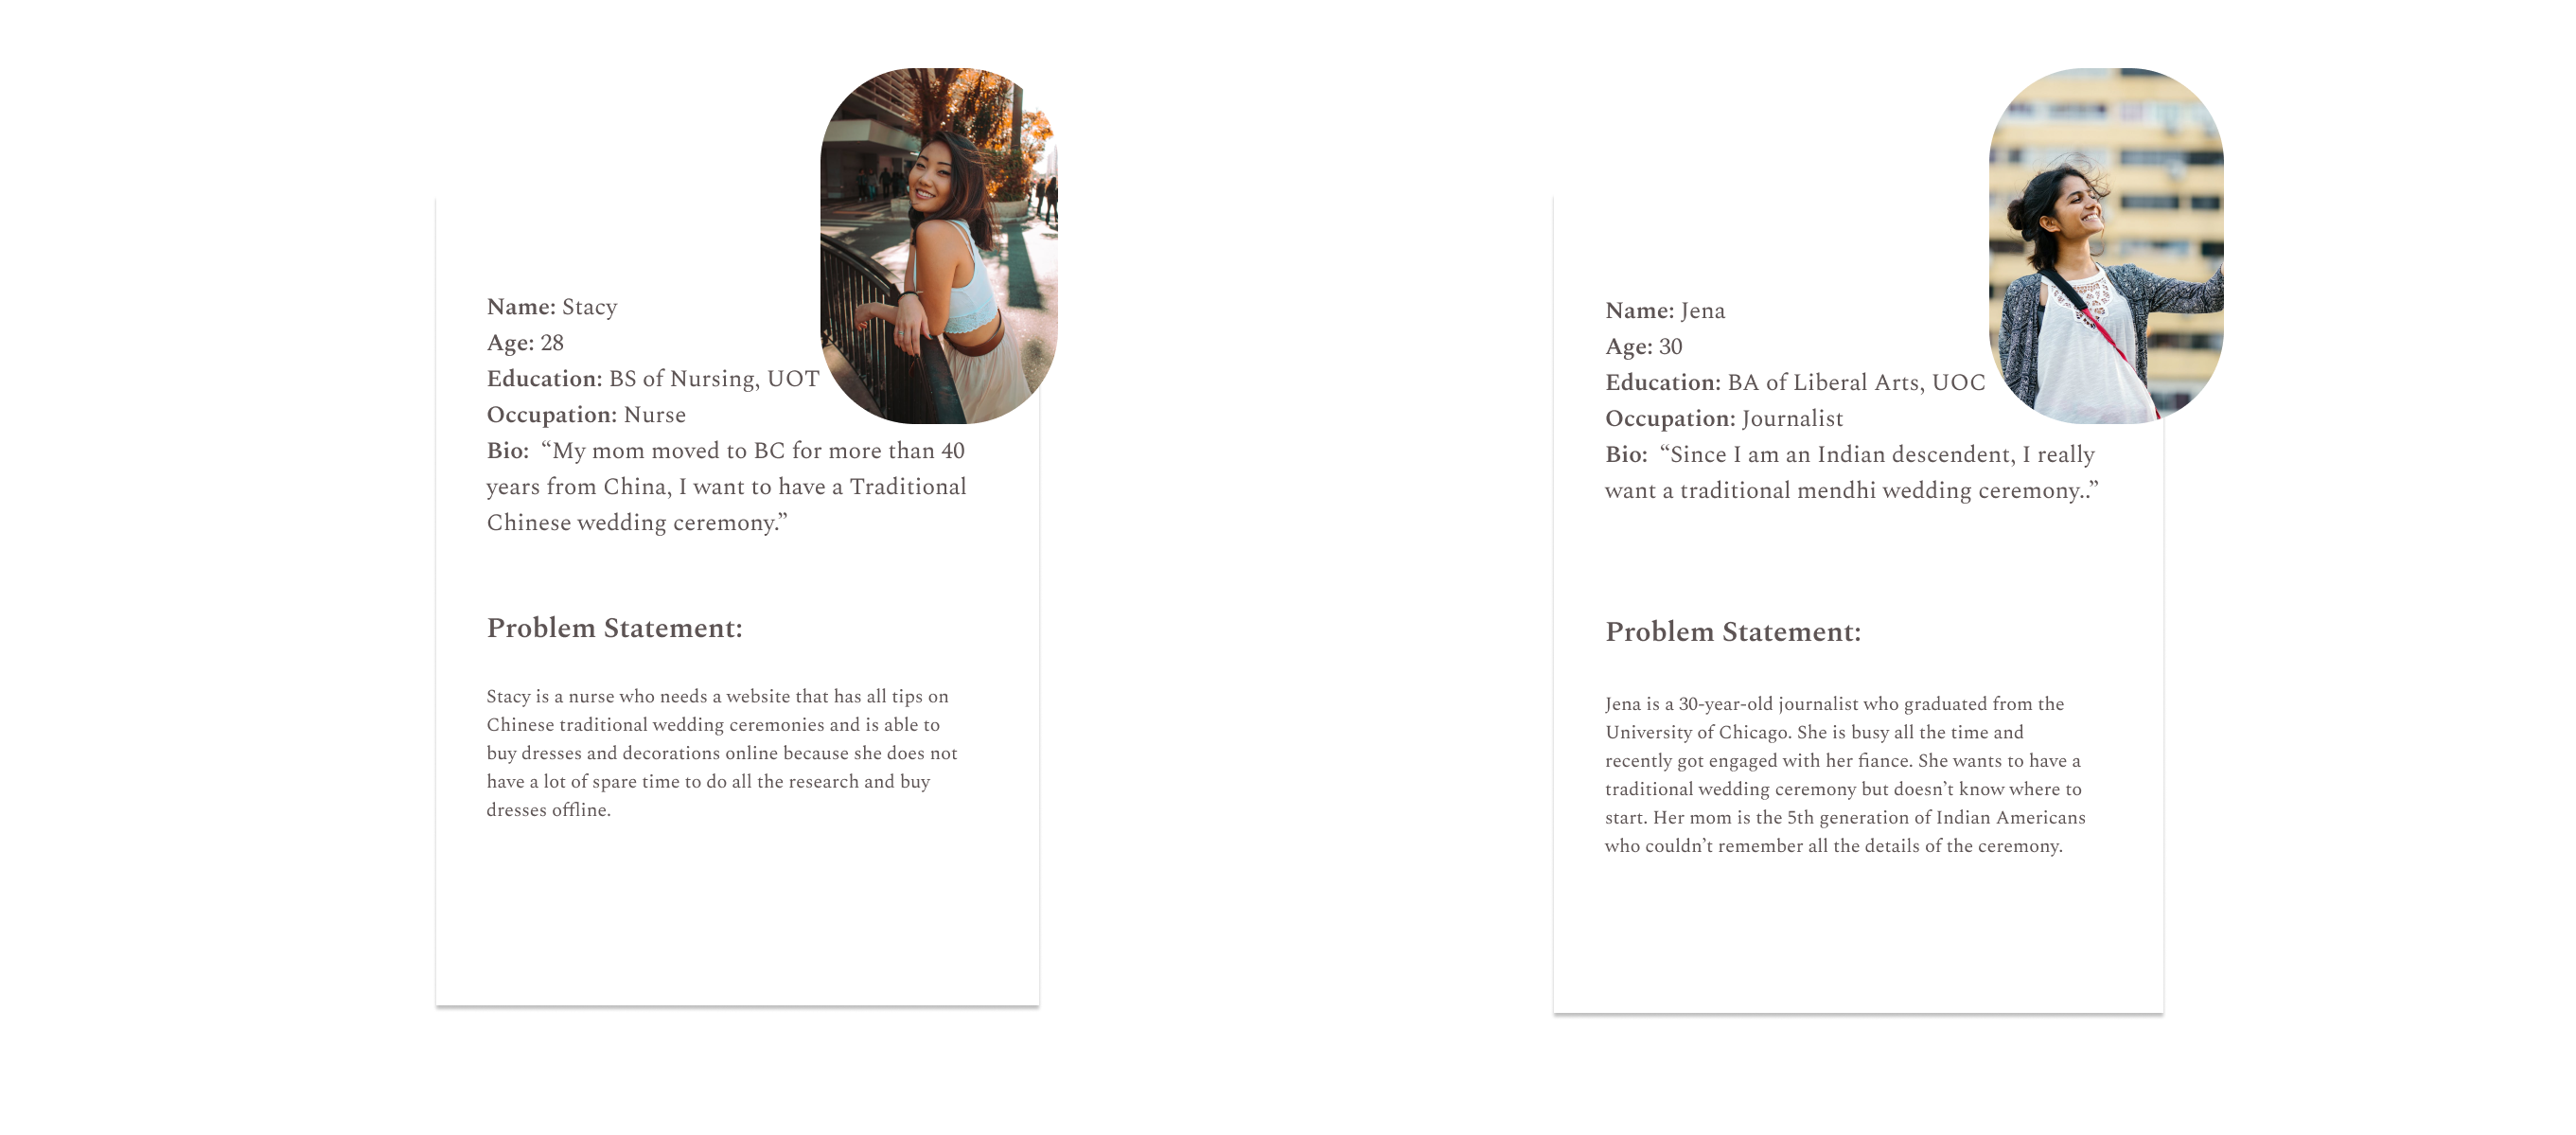 Name: Stacy
Age: 28
Education: BS of Nursing, UOT
Occupation: Nurse
Bio:  “My mom moved to BC for more than 40
years from China, I want to have a Traditional
Chinese wedding ceremony.”
Problem Statement:
Stacy is a nurse who needs a website that has all tips on
Chinese traditional wedding ceremonies and is able to
buy dresses and decorations online because she does not
have a lot of spare time to do all the research and buy
dresses offline.
Name: Jena
Age: 30
Education: BA of Liberal Arts, UOC
Occupation: Journalist
Bio:  “Since I am an Indian descendent, I really
want a traditional mendhi wedding ceremony..”
Problem Statement:
Jena is a 30-year-old journalist who graduated from the
University of Chicago. She is busy all the time and
recently got engaged with her fiance. She wants to have a
traditional wedding ceremony but doesn’t know where to
start. Her mom is the 5th generation of Indian Americans
who couldn’t remember all the details of the ceremony.